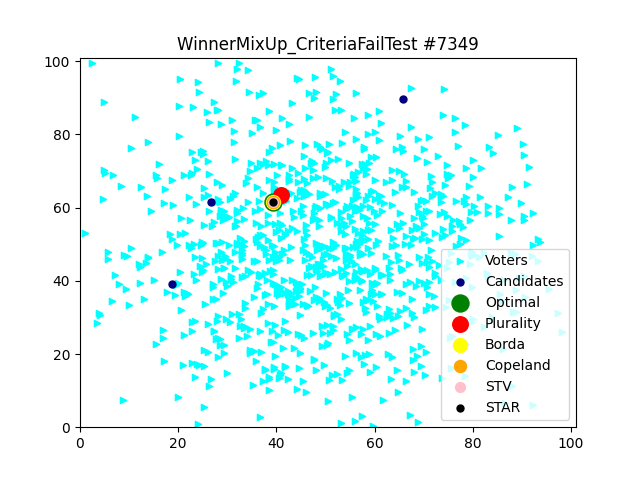 WinnerMixUp_CriteriaFailTest #7349
100
80
60
40
20
0
0 20 40 60 80 100
Voters
Candidates
Optimal
Plurality
Borda
Copeland
STV
STAR